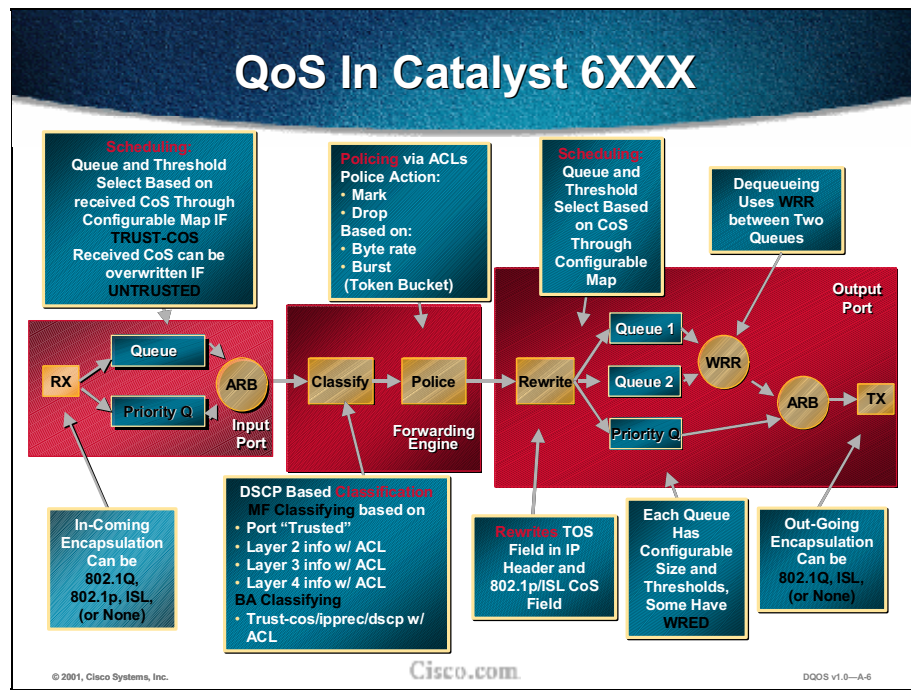 QoS In Catalyst 6XXX
Scheduling:
Queue and Threshold
Select Based on
received CoS Through
Configurable Map IF
TRUST-COS
Received CoS can be
overwritten IF
UNTRUSTED
Policing via ACLs
Police Action:
• Mark
• Drop
Based on:
• Byte rate
• Burst
(Token Bucket)
Scheduling:
Queue and
Threshold
Select Based
on CoS
Through
Configurable
Map
Dequeueing
Uses WRR
between Two
Queues
RX
Queue
Priority Q
ARB
Input
Port
Classify
Police
Forwarding
Engine
Rewrite
Queue 1
Queue 2
Priority Q
WRR
ARB
TX
Output
Port
In-Coming
Encapsulation
Can be
802.1Q,
802.1p, ISL,
(or None)
DSCP Based Classification
MF Classifying based on
• Port “Trusted”
• Layer 2 info w/ ACL
• Layer 3 info w/ ACL
• Layer 4 info w/ ACL
BA Classifying
• Trust-cos/ipprec/dscp w/
ACL
Rewrites TOS
Field in IP
Header and
802.1p/ISL CoS
Field
Each Queue
Has
Configurable
Size and
Thresholds,
Some Have
WRED
Out-Going
Encapsulation
Can be
802.1Q, ISL,
(or None)
© 2001, Cisco Systems, Inc.
Cisco.com
DQOS v1.0—A-6